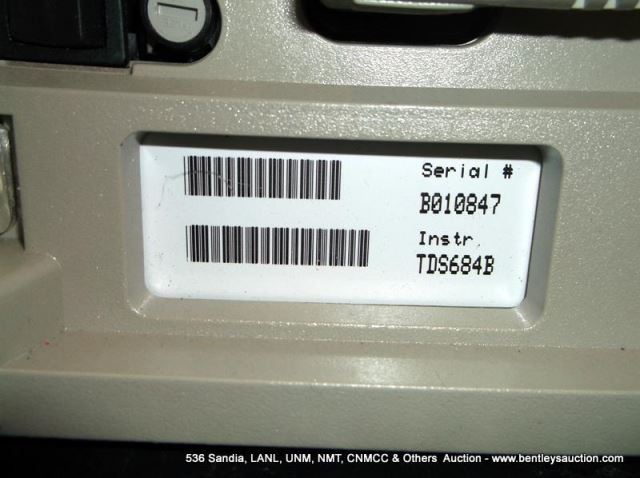 Serial #
B010847
Instr.
TDS684B
536 Sandia, LANL, UNM, NMT, CNMCC & Others Auction - www.bentleysauction.com